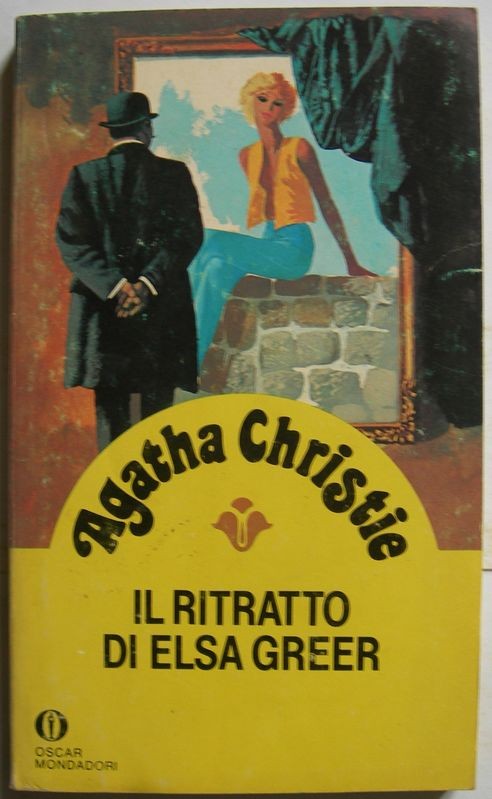 Agatha Christie
IL RITRATTO
DI ELSA GREER
OSCAR
MONDADORI